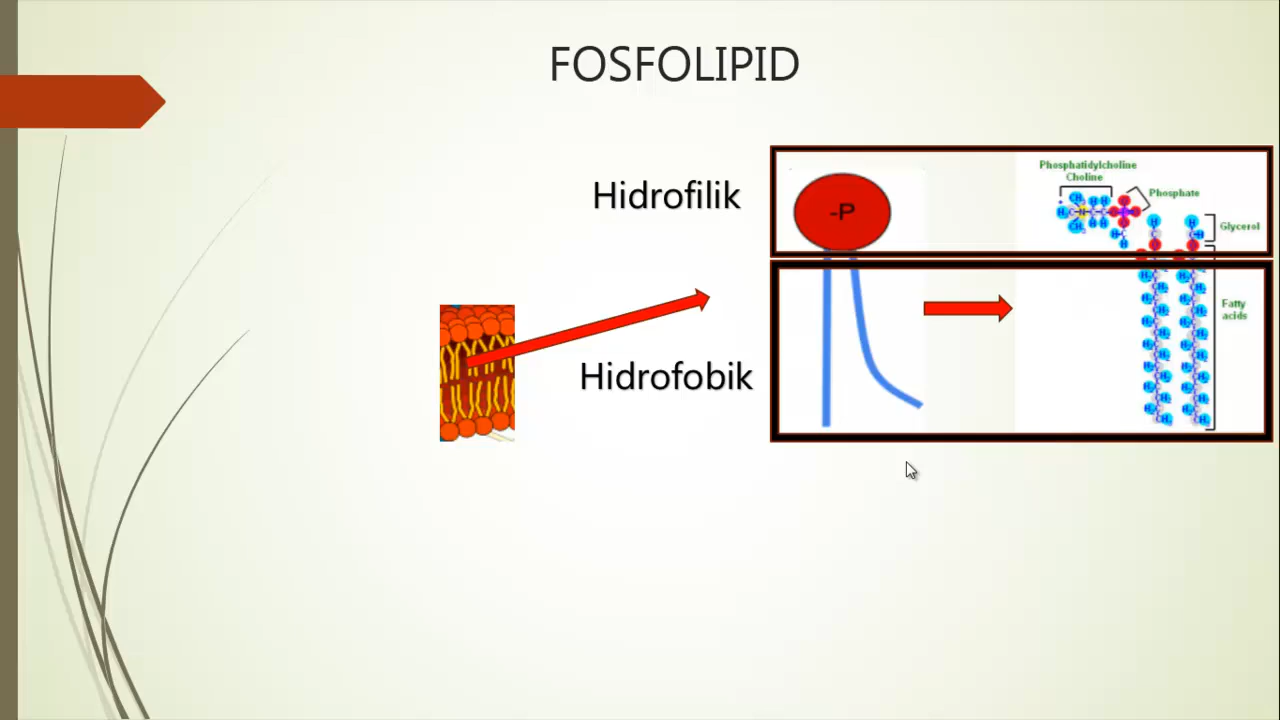 FOSFOLIPID
Hidrofilik
-P
Phosphatidylcholine
Choline
Phosphate
Glycerol
Hidrofobik
Fatty
acids